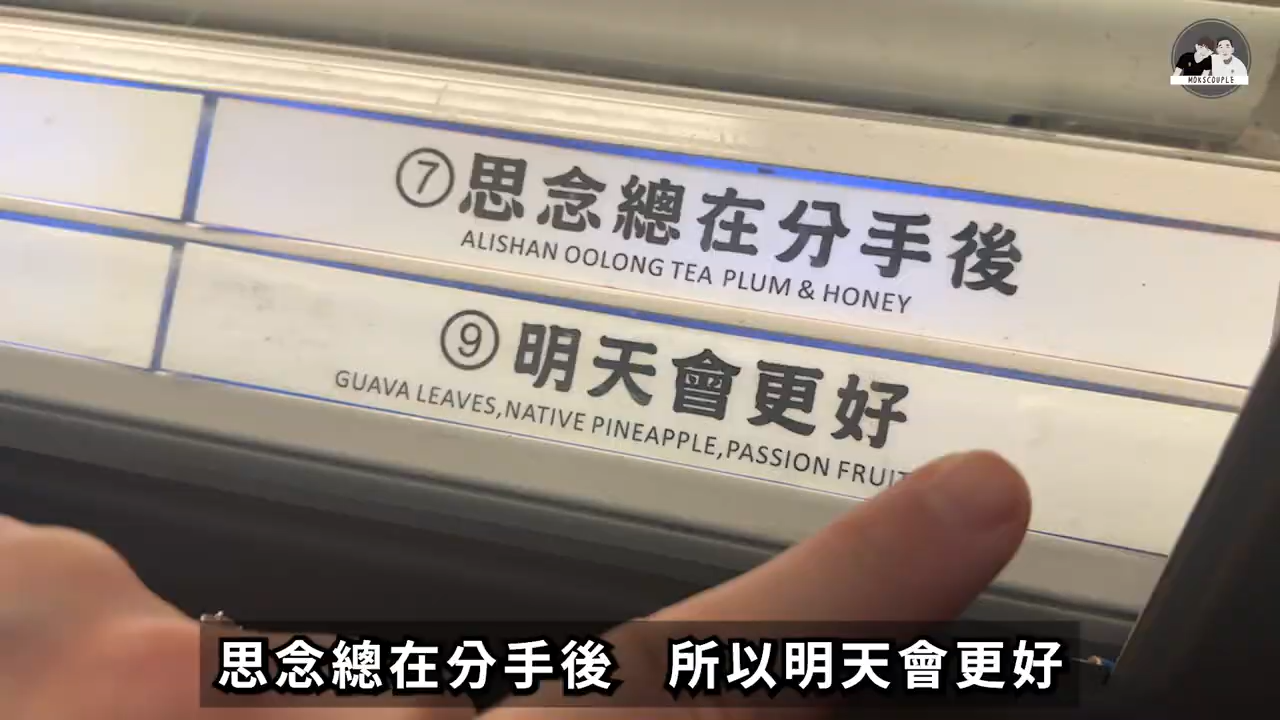 MOKSCOUPLE
⑦思念總在分手後
ALISHAN OOLONG TEA PLUM & HONEY
⑨明天會更好
GUAVA LEAVES,NATIVE PINEAPPLE,PASSION FRUIT
思念總在分手後 所以明天會更好